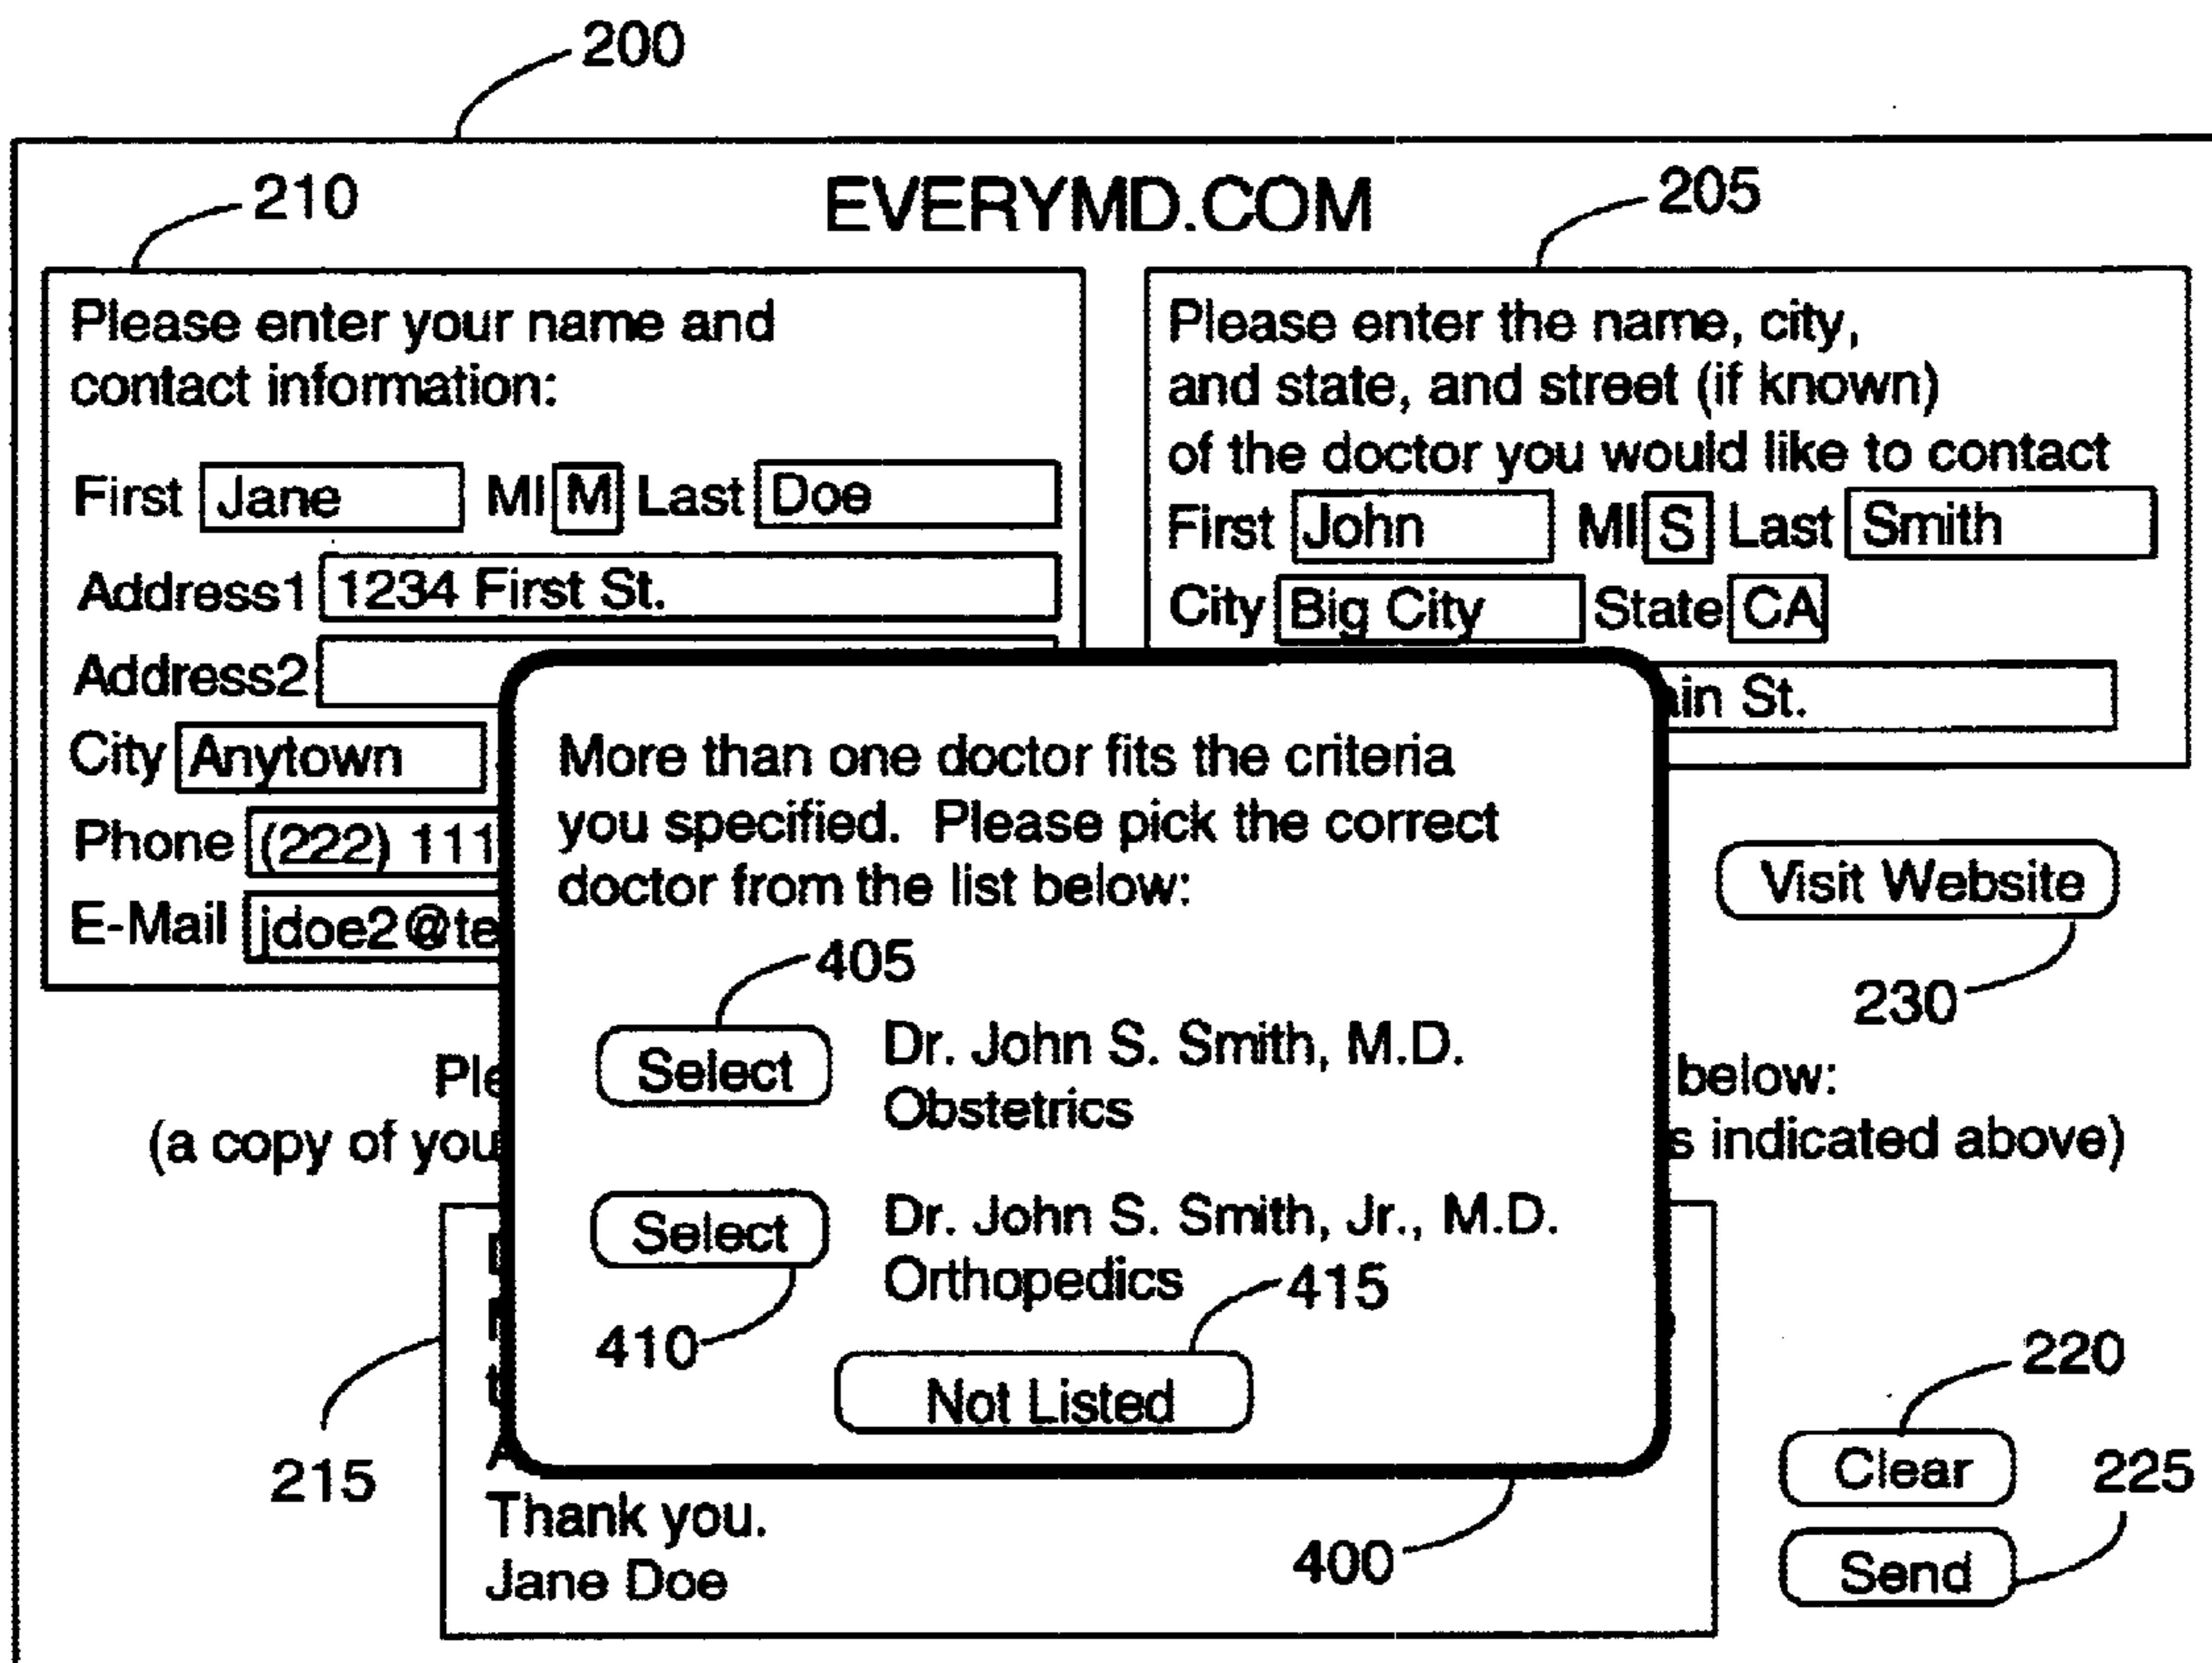 200
EVERYMD.COM
210
205
Please enter your name and
contact information:
First Jane MI M Last Doe
Address1 1234 First St.
Address2
City Anytown
Phone (222) 111
E-Mail jdoe2@te
Please enter the name, city,
and state, and street (if known)
of the doctor you would like to contact
First John MI S Last Smith
City Big City State CA
St.
More than one doctor fits the criteria
you specified. Please pick the correct
doctor from the list below:
405
Select Dr. John S. Smith, M.D.
Obstetrics
Select Dr. John S. Smith, Jr., M.D.
Orthopedics
410
415
Not Listed
400
Visit Website
230
below:
(a copy of you
indicated above)
215
Thank you.
Jane Doe
220
Clear
225
Send